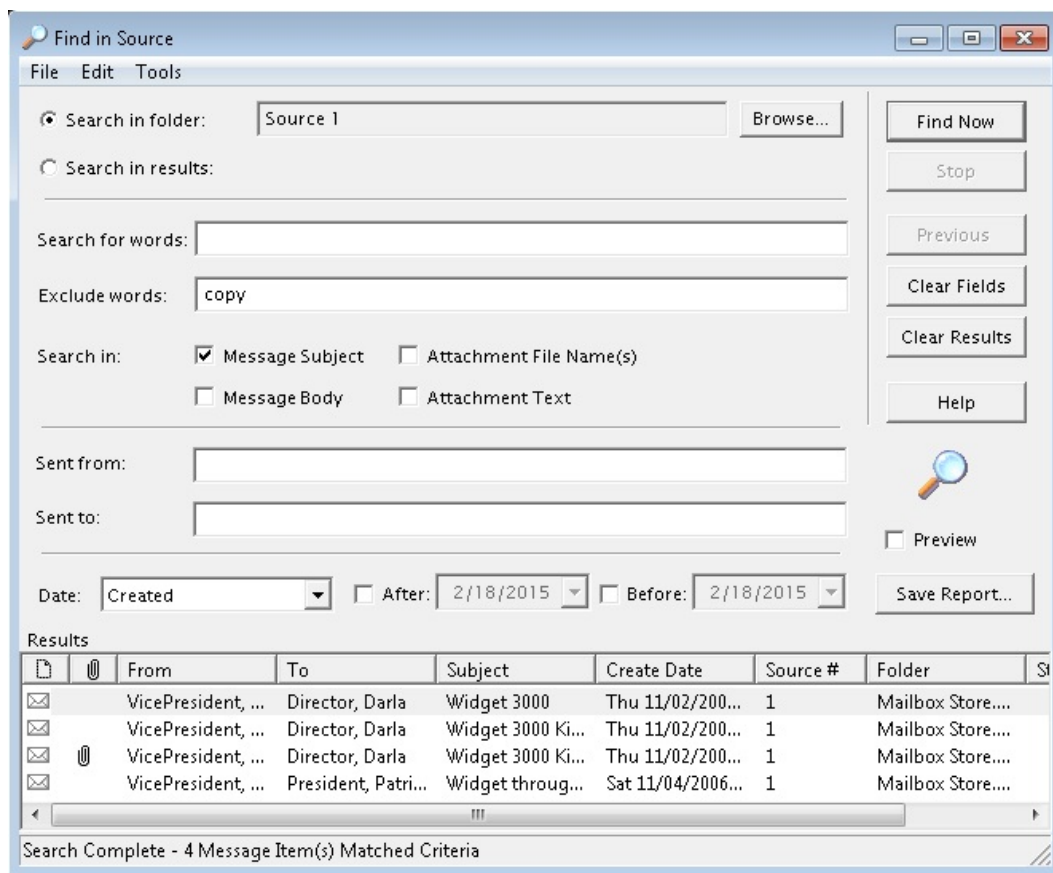 Find in Source
File Edit Tools
Search in folder: Source 1 Browse... Find Now
Search in results: Stop
Search for words: Previous
Exclude words: copy Clear Fields
Clear Results
Search in: Message Subject Attachment File Name(s)
Message Body Attachment Text Help
Sent from:
Sent to:
Preview
Date: Created After: 2/18/2015 Before: 2/18/2015 Save Report...
Results
From To Subject Create Date Source # Folder St
VicePresident, ... Director, Darla Widget 3000 Thu 11/02/200... 1 Mailbox Store....
VicePresident, ... Director, Darla Widget 3000 Ki... Thu 11/02/200... 1 Mailbox Store....
VicePresident, ... Director, Darla Widget 3000 Ki... Thu 11/02/200... 1 Mailbox Store....
VicePresident, ... President, Patri... Widget throug... Sat 11/04/2006... 1 Mailbox Store....
Search Complete - 4 Message Item(s) Matched Criteria